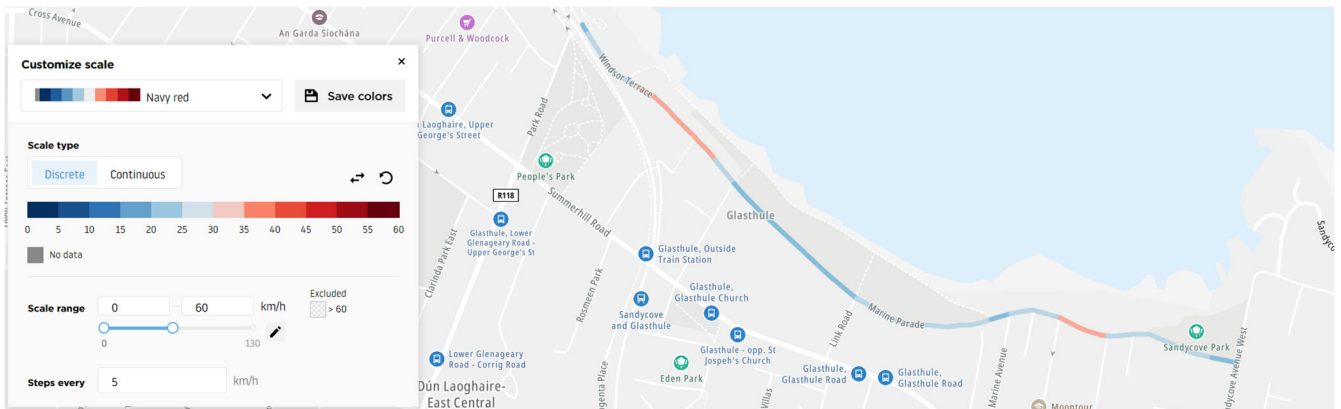 Cross Avenue
An Garda Síochána
Purcell & Woodcock
Customize scale
×
Navy red
Save colors
Scale type
Discrete
Continuous
0 5 10 15 20 25 30 35 40 45 50 55 60
No data
Scale range
0
60
km/h
Excluded
> 60
0
130
Steps every
5
km/h
Windsor Terrace
Laoghaire, Upper
George's Street
Park Road
People's Park
R118
Summerhill Road
Glasthule, Lower
Glenageary Road -
Upper George's St
Clarinda Park East
Glasthule
Glasthule, Outside
Train Station
Rosmeen Park
Glasthule,
Glasthule Church
Sandycove
and Glasthule
Glasthule - opp. St
Jospeh's Church
Link Road
Marine Parade
Lower Glenageary
Road - Corrig Road
Eden Park
Glasthule,
Glasthule Road
Glasthule,
Glasthule Road
Dún Laoghaire-
East Central
Villas
Marine Avenue
Moontour
Sandycove Park
Sandycove Avenue West